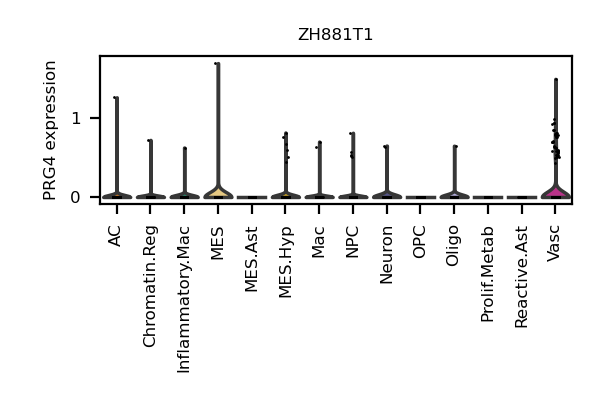 ZH881T1
PRG4 expression
1
0
AC
Chromatin.Reg
Inflammatory.Mac
MES
MES.Ast
MES.Hyp
Mac
NPC
Neuron
OPC
Oligo
Prolif.Metab
Reactive.Ast
Vasc